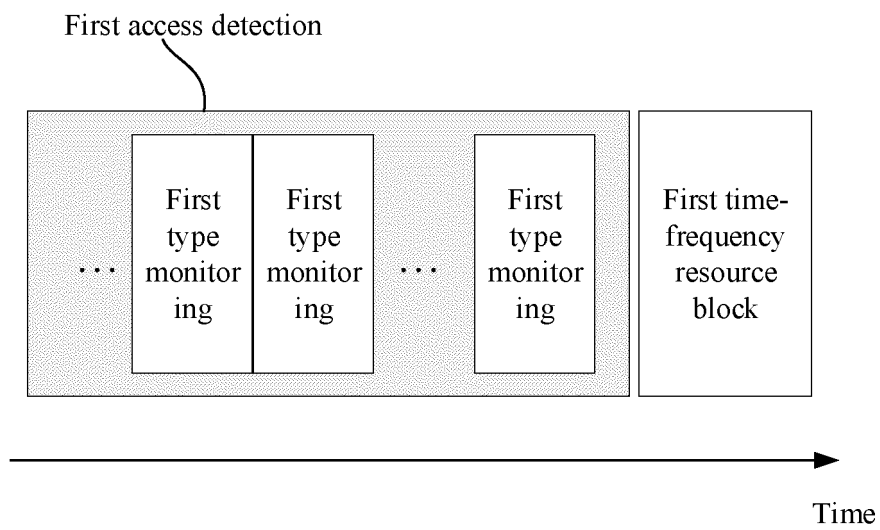 First access detection
...
First
type
monitor
ing
First
type
monitor
ing
...
First
type
monitor
ing
First time-
frequency
resource
block
Time